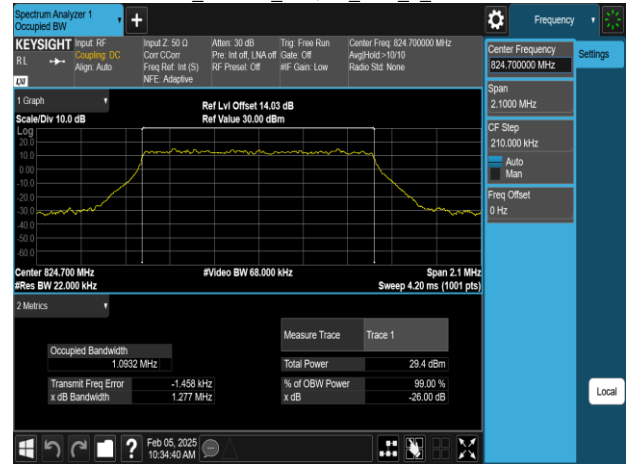 Spectrum Analyzer 1
Occupied BW
Frequency
KEYSIGHT
RL
LXI
Input: RF
Coupling: DC
Align: Auto
Input Z: 50 Ω
Corr CCorr
Freq Ref: Int (S)
NFE: Adaptive
Atten: 30 dB
Pre: Int off, LNA off
RF Presel: Off
Trig: Free Run
Gate: Off
#IF Gain: Low
Center Freq: 824.700000 MHz
Avg|Hold:>10/10
Radio Std: None
Center Frequency
824.700000 MHz
Settings
Span
2.1000 MHz
CF Step
210.000 kHz
Auto
Man
Freq Offset
0 Hz
Local
1 Graph
Scale/Div 10.0 dB
Ref Lvl Offset 14.03 dB
Ref Value 30.00 dBm
Log
20.0
10.0
0.00
-10.0
-20.0
-30.0
-40.0
-50.0
-60.0
Center 824.700 MHz
#Video BW 68.000 kHz
Span 2.1 MHz
#Res BW 22.000 kHz
Sweep 4.20 ms (1001 pts)
2 Metrics
Measure Trace
Trace 1
Occupied Bandwidth
1.0932 MHz
Total Power
29.4 dBm
Transmit Freq Error
-1.458 kHz
% of OBW Power
99.00 %
x dB Bandwidth
1.277 MHz
x dB
-26.00 dB
Feb 05, 2025
10:34:40 AM